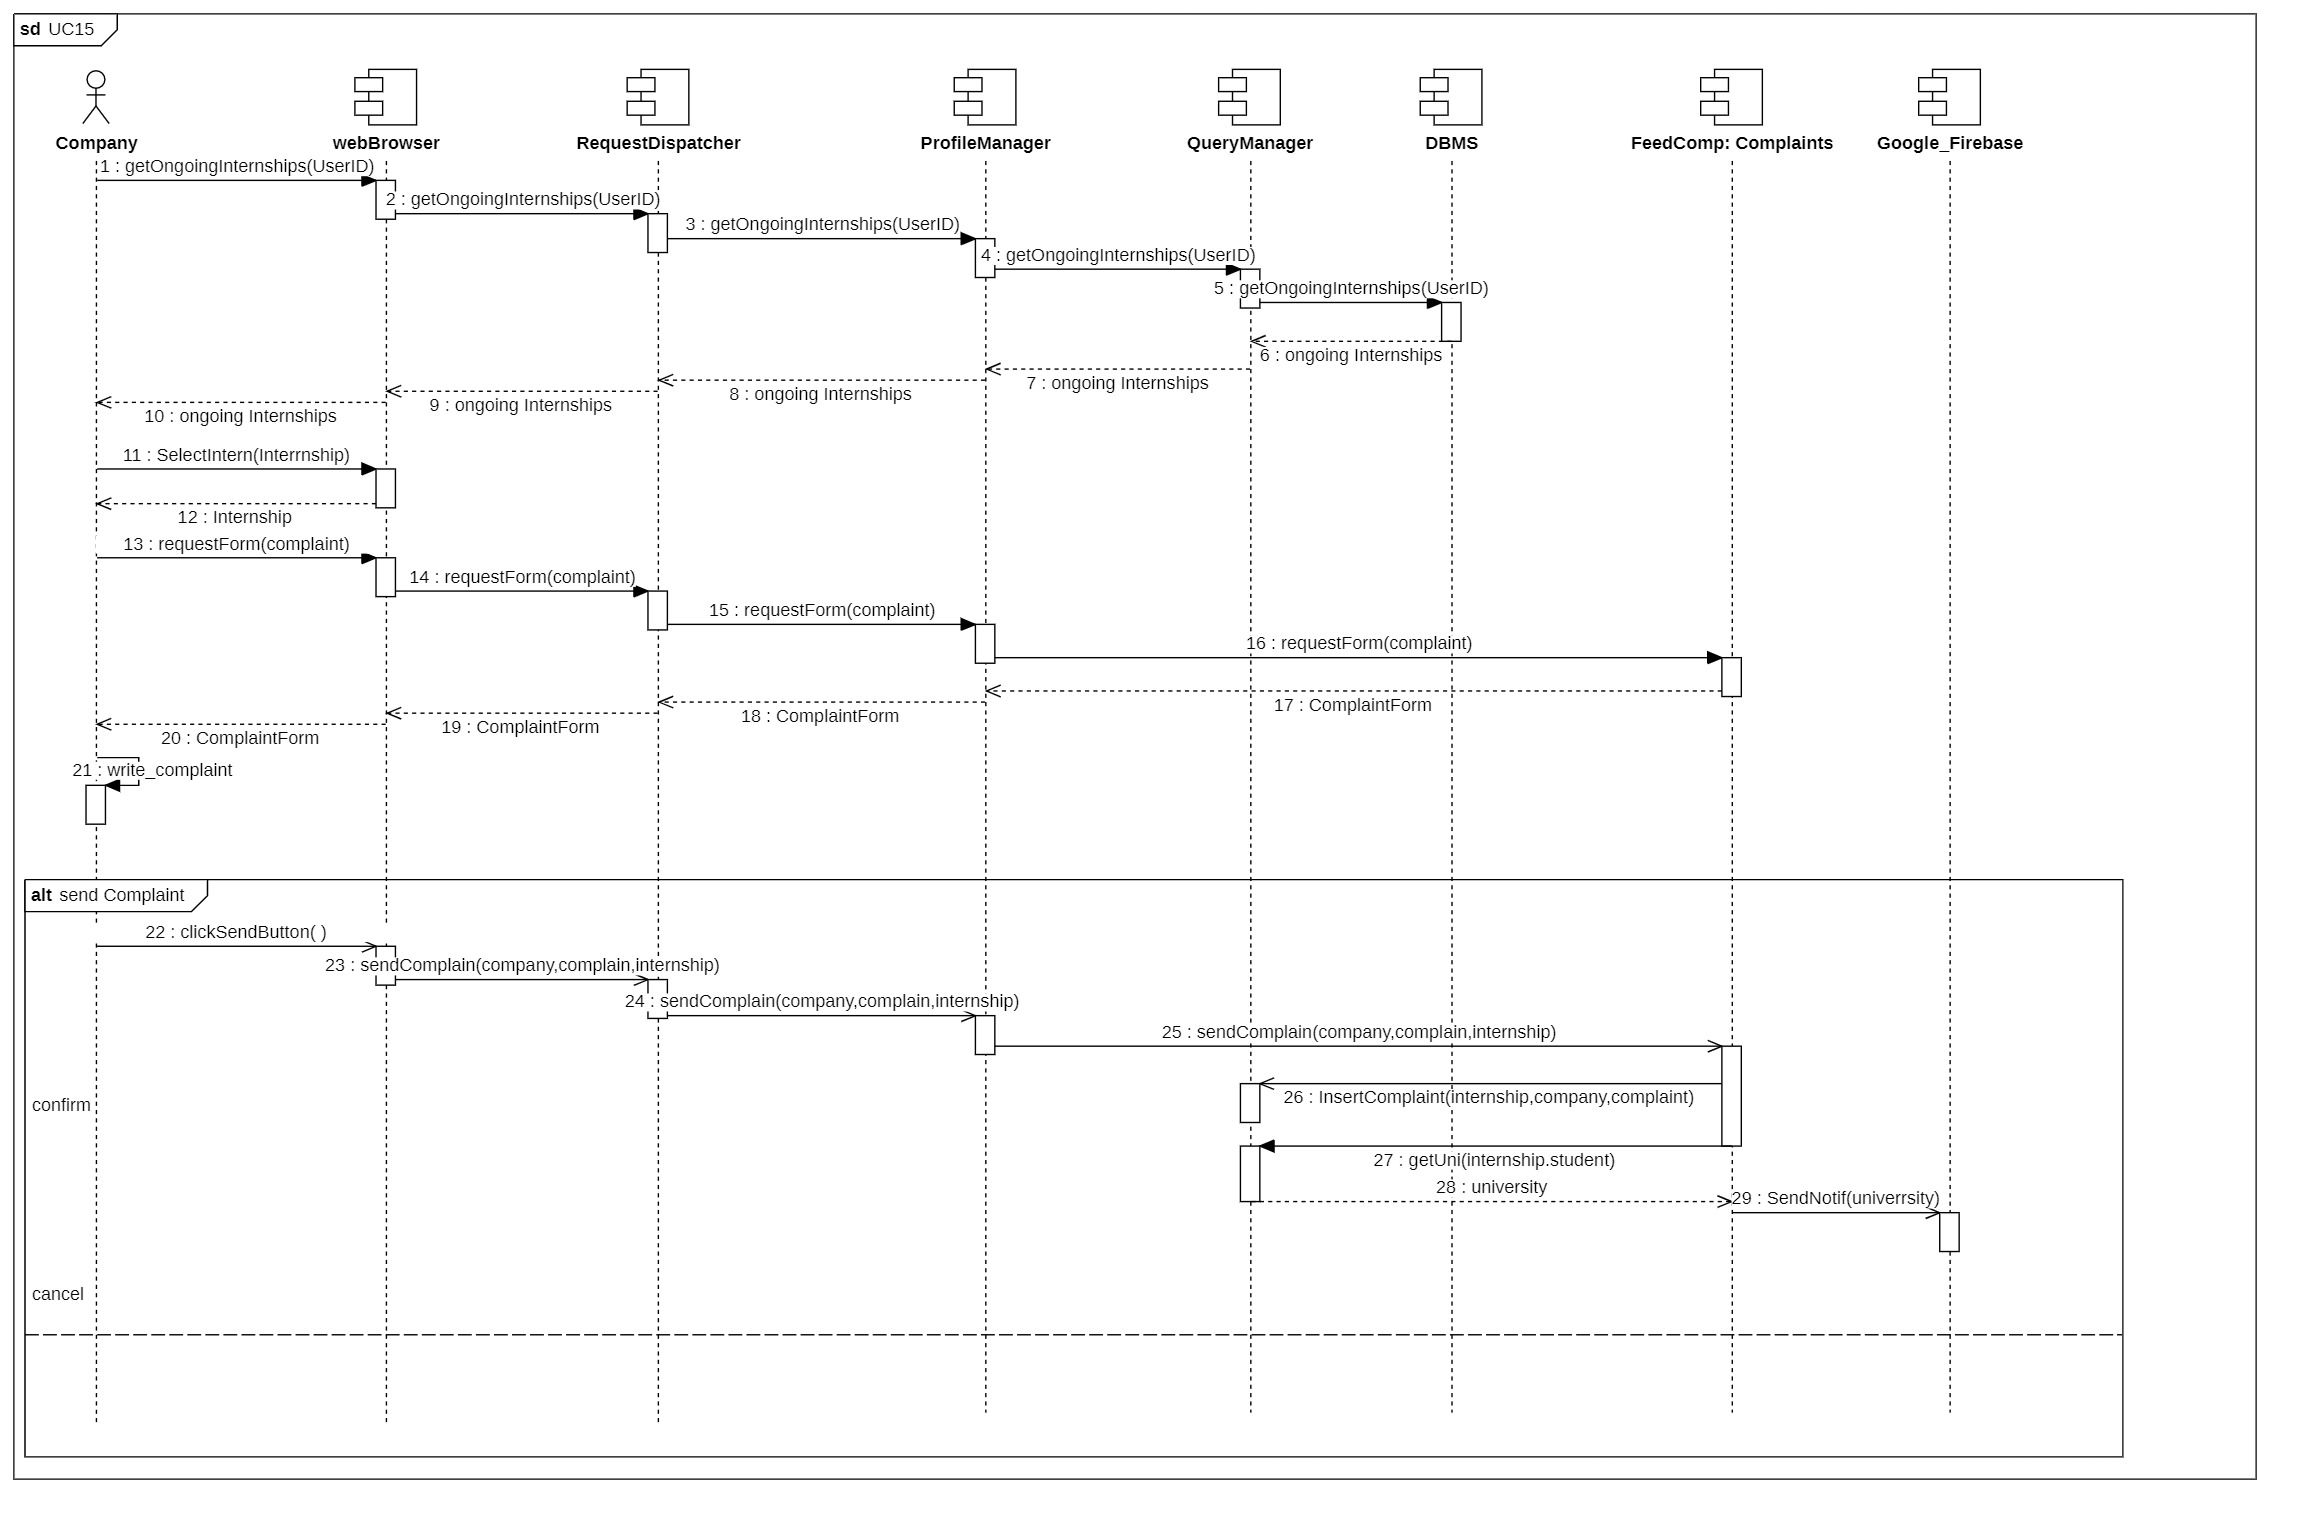 sd UC15
Company
webBrowser
RequestDispatcher
ProfileManager
QueryManager
DBMS
FeedComp: Complaints
Google_Firebase
1 : getOngoingInternships(UserID)
2 : getOngoingInternships(UserID)
3 : getOngoingInternships(UserID)
4 : getOngoingInternships(UserID)
5 : getOngoingInternships(UserID)
6 : ongoing Internships
7 : ongoing Internships
8 : ongoing Internships
9 : ongoing Internships
10 : ongoing Internships
11 : SelectIntern(Interrnship)
12 : Internship
13 : requestForm(complaint)
14 : requestForm(complaint)
15 : requestForm(complaint)
16 : requestForm(complaint)
17 : ComplaintForm
18 : ComplaintForm
19 : ComplaintForm
20 : ComplaintForm
21 : write_complaint
alt send Complaint
22 : clickSendButton( )
23 : sendComplain(company,complain,internship)
24 : sendComplain(company,complain,internship)
25 : sendComplain(company,complain,internship)
26 : InsertComplaint(internship,company,complaint)
confirm
27 : getUni(internship.student)
28 : university
29 : SendNotif(univerrsity)
cancel